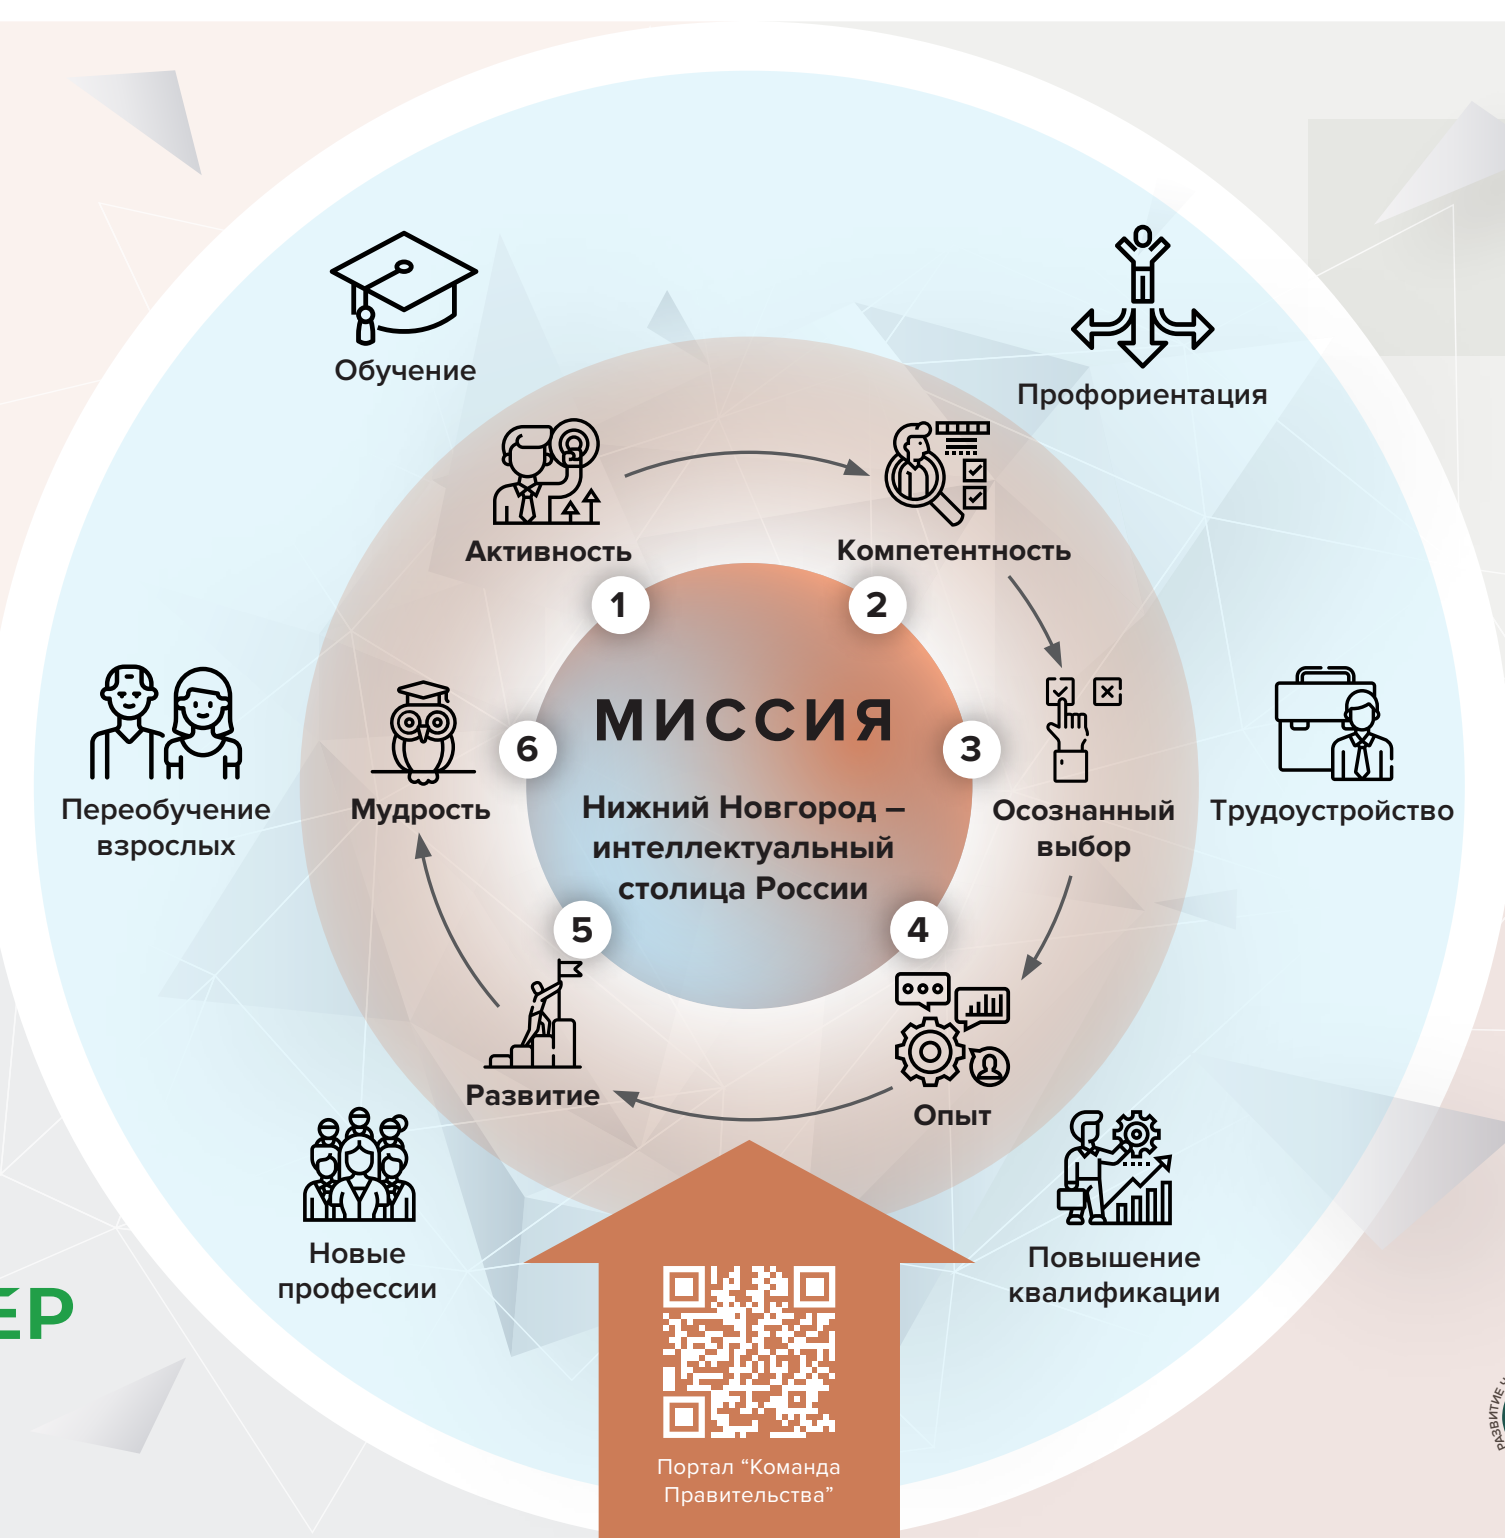 Обучение
Профориентация
Активность
Компетентность
1
2
МИССИЯ
6
3
Нижний Новгород –
интеллектуальный
столица России
Переобучение
взрослых
Мудрость
Осознанный
выбор
Трудоустройство
5
4
Развитие
Опыт
Новые
профессии
Повышение
квалификации
ЕР
РАЗВИТИЕ
Портал “Команда
Правительства”